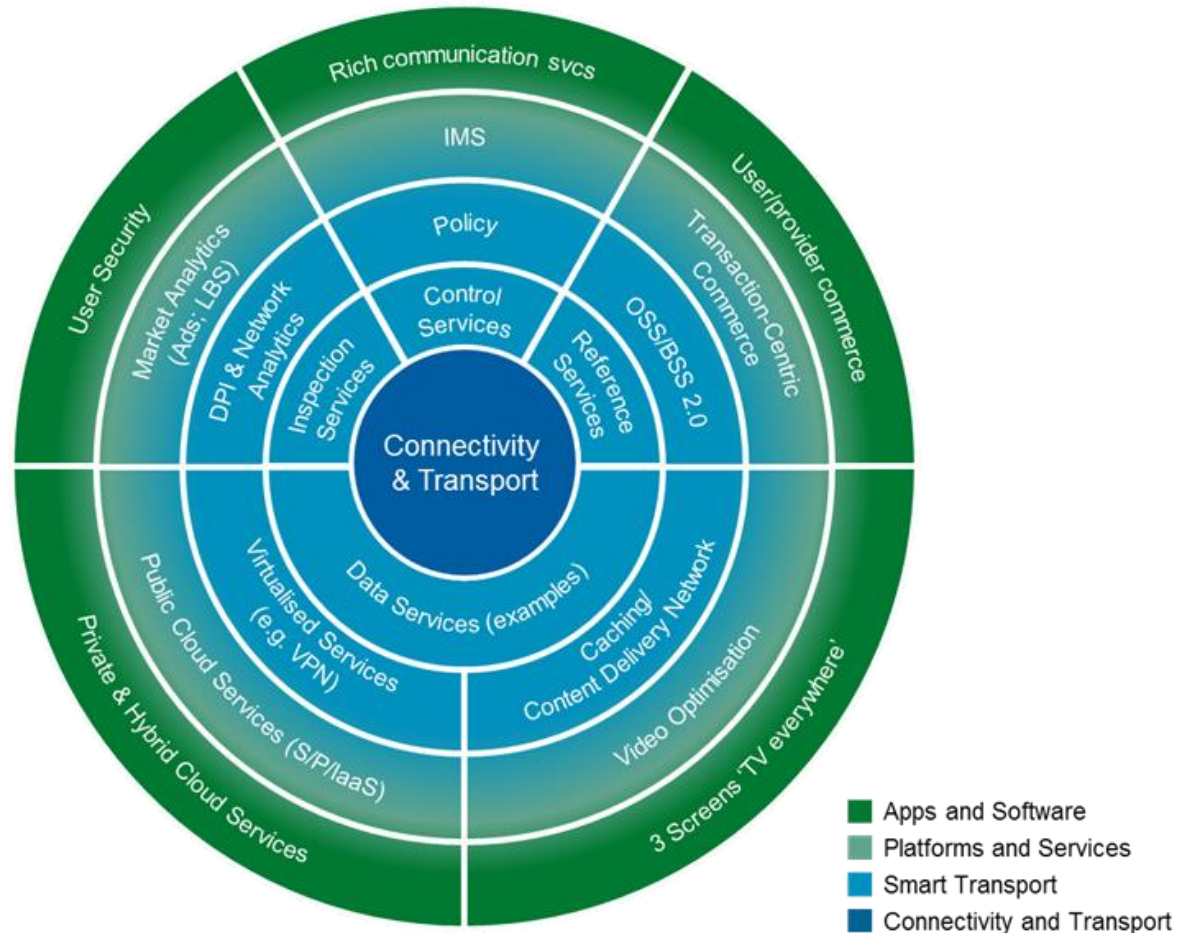 Rich communication svcs
IMS
Policy
Control
Services
User/provider commerce
Transaction-Centric
Commerce
OSS/BSS 2.0
Reference
Services
User Security
Market Analytics
(Ads; LBS)
DPI & Network
Analytics
Inspection
Services
Connectivity
& Transport
Data Services (examples)
Virtualised Services
(e.g. VPN)
Public Cloud Services (S/P/IaaS)
Private & Hybrid Cloud Services
Caching/
Content Delivery Network
Video Optimisation
3 Screens 'TV everywhere'
Apps and Software
Platforms and Services
Smart Transport
Connectivity and Transport